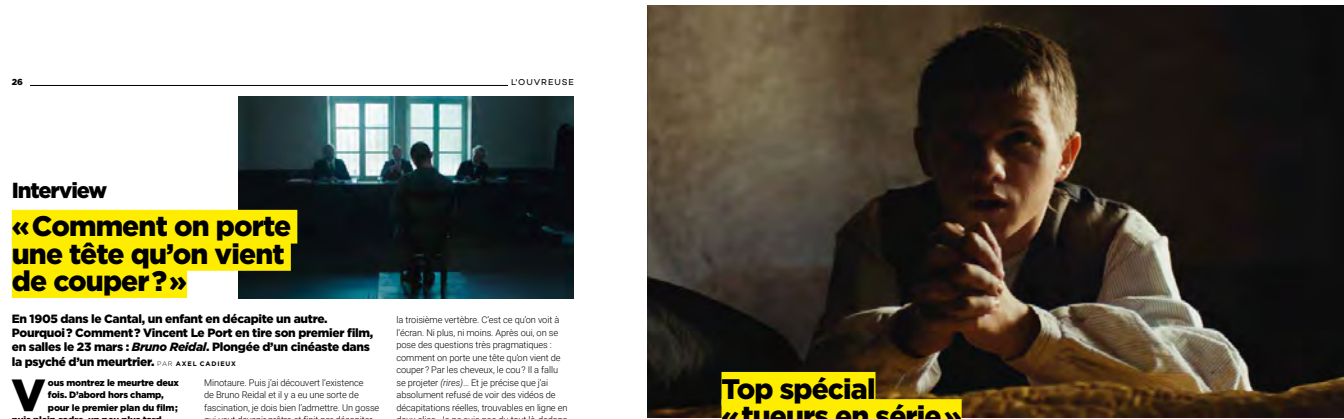 26
L'OUVREUSE
Interview
«Comment on porte
une tête qu'on vient
de couper?»
En 1905 dans le Cantal, un enfant en décapite un autre.
Pourquoi? Comment? Vincent Le Port en tire son premier film,
en salles le 23 mars : Bruno Reidal. Plongée d'un cinéaste dans
la psyché d'un meurtrier. PAR AXEL CADIEUX
Vous montrez le meurtre deux
fois. D'abord hors champ,
pour le premier plan du film;
Minotaure. Puis j'ai découvert l'existence
de Bruno Reidal et il y a eu une sorte de
fascination, je dois bien l'admettre. Un gosse
la troisième vertèbre. C'est ce qu'on voit à
l'écran. Ni plus, ni moins. Après oui, on se
pose des questions très pragmatiques :
comment on porte une tête qu'on vient de
couper? Par les cheveux, le cou? Il a fallu
se projeter (rires)... Et je précise que j'ai
absolument refusé de voir des vidéos de
décapitations réelles, trouvables en ligne en
Top spécial
«tueurs en série»